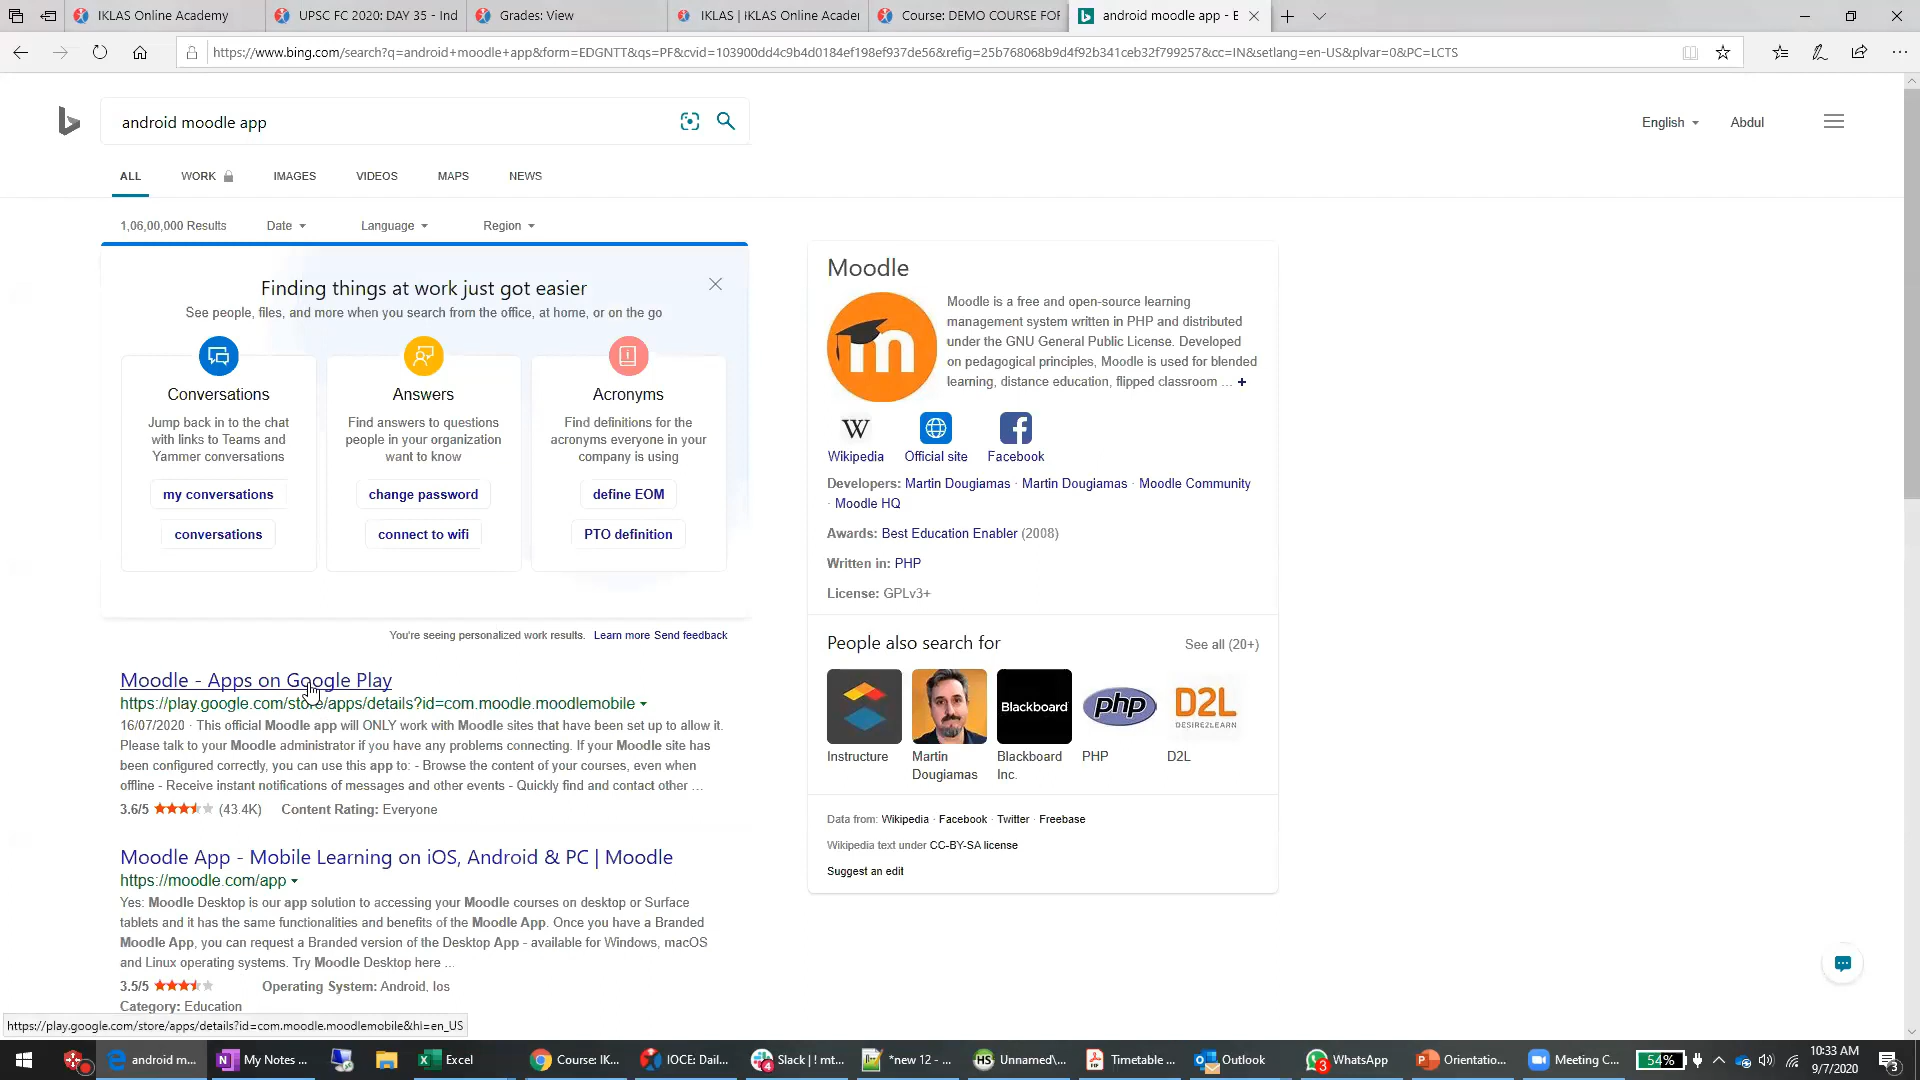 IKLAS Online Academy
UPSC FC 2020: DAY 35 - Ind
Grades: View
IKLAS | iKLAS Online Acader
Course: DEMO COURSE FOR
android moodle app - E
https://www.bing.com/search?q=android+moodle+app&form=EDGNTT&qs=PF&cvid=103900dd4c9b4d0184ef198ef937de56&refig=25b768068b9d4f92b341ceb32f799257&cc=IN&setlang=en-US&plvar=0&PC=LCTS
android moodle app
English
Abdul
ALL
WORK
IMAGES
VIDEOS
MAPS
NEWS
1,06,00,000 Results
Date
Language
Region
Finding things at work just got easier
See people, files, and more when you search from the office, at home, or on the go
Conversations
Jump back in to the chat
with links to Teams and
Yammer conversations
my conversations
conversations
Answers
Find answers to questions
people in your organization
want to know
change password
connect to wifi
Acronyms
Find definitions for the
acronyms everyone in your
company is using
define EOM
PTO definition
You're seeing personalized work results. Learn more Send feedback
Moodle - Apps on Google Play
https://play.google.com/store/apps/details?id=com.moodle.moodlemobile
16/07/2020 · This official Moodle app will ONLY work with Moodle sites that have been set up to allow it.
Please talk to your Moodle administrator if you have any problems connecting. If your Moodle site has
been configured correctly, you can use this app to: - Browse the content of your courses, even when
offline - Receive instant notifications of messages and other events - Quickly find and contact other ...
3.6/5 (43.4K) Content Rating: Everyone
Moodle App - Mobile Learning on iOS, Android & PC | Moodle
https://moodle.com/app
Yes: Moodle Desktop is our app solution to accessing your Moodle courses on desktop or Surface
tablets and it has the same functionalities and benefits of the Moodle App. Once you have a Branded
Moodle App, you can request a Branded version of the Desktop App - available for Windows, macOS
and Linux operating systems. Try Moodle Desktop here ...
3.5/5 Operating System: Android, Ios
Category: Education
Moodle
m
Moodle is a free and open-source learning
management system written in PHP and distributed
under the GNU General Public License. Developed
on pedagogical principles, Moodle is used for blended
learning, distance education, flipped classroom ... +
W
Wikipedia
Official site
Facebook
Developers: Martin Dougiamas · Martin Dougiamas · Moodle Community
· Moodle HQ
Awards: Best Education Enabler (2008)
Written in: PHP
License: GPLv3+
People also search for
See all (20+)
Blackboard
php
D2L
DESIRE2LEARN
Instructure
Martin
Dougiamas
Blackboard
Inc.
PHP
D2L
Data from: Wikipedia · Facebook · Twitter · Freebase
Wikipedia text under CC-BY-SA license
Suggest an edit
https://play.google.com/store/apps/details?id=com.moodle.moodlemobile&hl=en_US
android m...
My Notes ...
Excel
Course: IK...
IOCE: Dail...
4
Slack | ! mt...
*new 12 - ...
HS
Unnamed\...
Timetable ...
Outlook
3
WhatsApp
Orientatio...
Meeting C...
54%
10:33 AM
9/7/2020
3